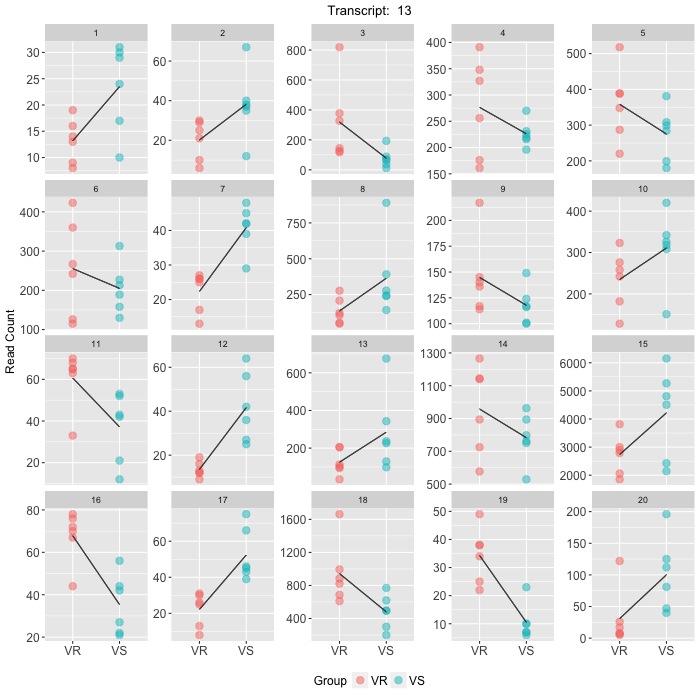 Transcript: 13
1 2 3 4 5
30 25 20 15 10
60 40 20
800 600 400 200 0
400 350 300 250 200 150
500 400 300 200
6 7 8 9 10
400 300 200 100
40 20
750 500 250
200 175 150 125 100
400 300 200
Read Count
11 12 13 14 15
60 40 20
60 40 20
600 400 200
1300 1100 900 700 500
6000 5000 4000 3000 2000
16 17 18 19 20
80 60 40 20
60 40 20
1600 1200 800 400
50 40 30 20 10
200 150 100 50 0
VR VS VR VS VR VS VR VS VR VS
Group VR VS